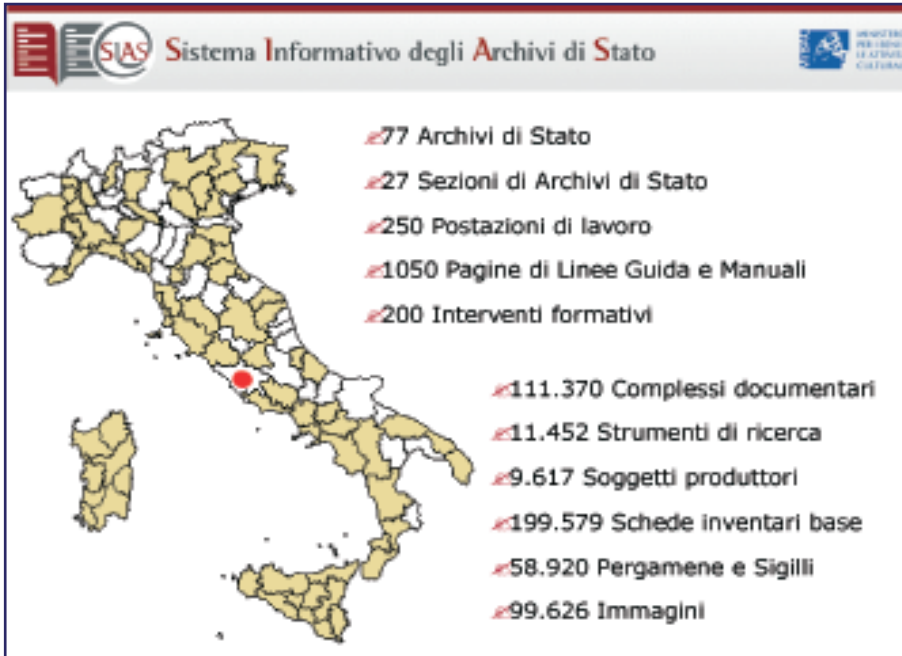 SIAS Sistema Informativo degli Archivi di Stato
77 Archivi di Stato
27 Sezioni di Archivi di Stato
250 Postazioni di lavoro
1050 Pagine di Linee Guida e Manuali
200 Interventi formativi
111.370 Complessi documentari
11.452 Strumenti di ricerca
9.617 Soggetti produttori
199.579 Schede inventari base
58.920 Pergamene e Sigilli
99.626 Immagini